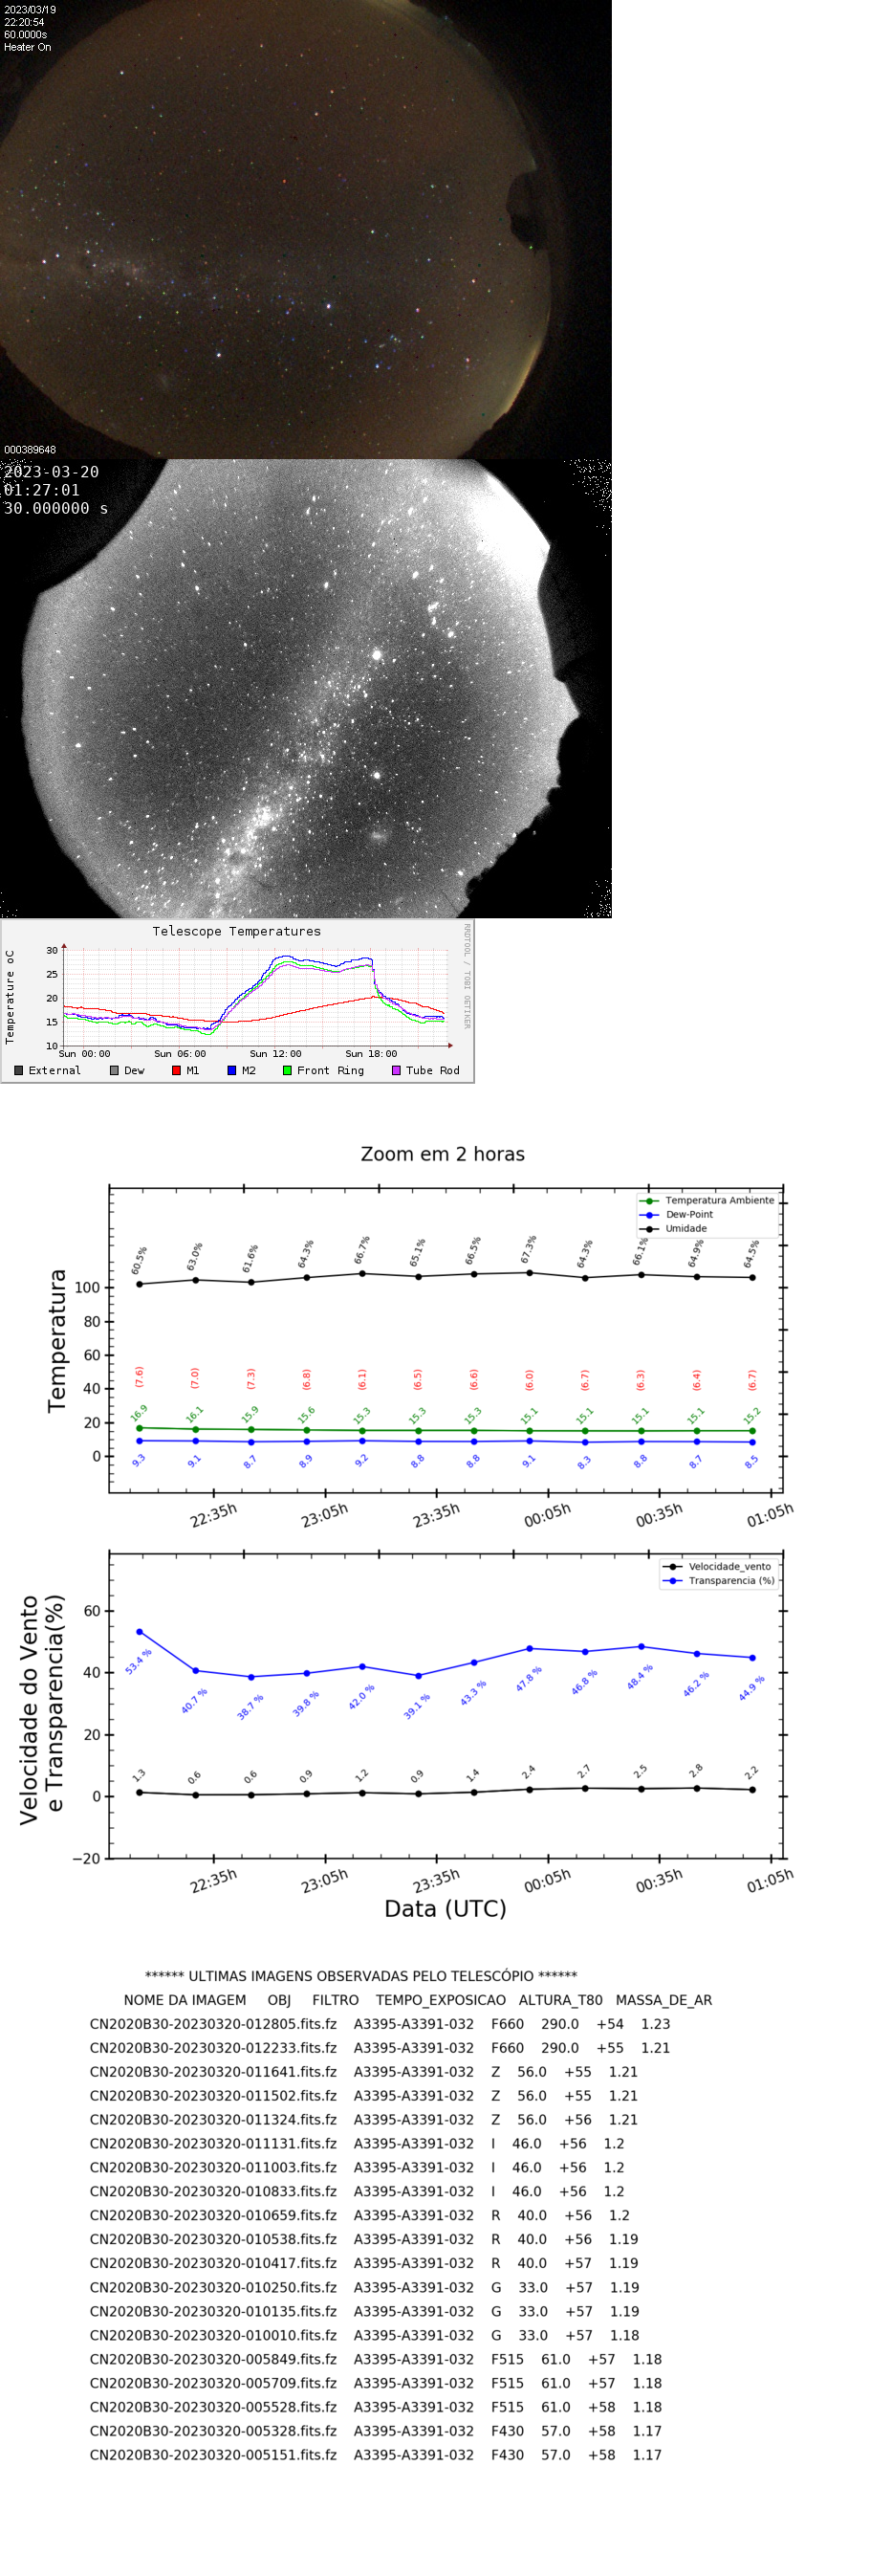 2023/03/19
22:20:54
60.0000s
Heater On
000389648
2023-03-20
01:27:01
30.000000 s
Telescope Temperatures
RRDTOOL / TOBI OETIKER
Temperature oC
30
25
20
15
10
Sun 00:00 Sun 06:00 Sun 12:00 Sun 18:00
External Dew M1 M2 Front Ring Tube Rod
Zoom em 2 horas
Temperatura Ambiente
Dew-Point
Umidade
Temperatura
100
80
60
40
20
0
60.5% 63.0% 61.6% 64.3% 66.7% 65.1% 66.5% 67.3% 64.3% 66.1% 64.9% 64.5%
(7.6) (7.0) (7.3) (6.8) (6.1) (6.5) (6.6) (6.0) (6.7) (6.3) (6.4) (6.7)
16.9 16.1 15.9 15.6 15.3 15.3 15.3 15.1 15.1 15.1 15.1 15.2
9.3 9.1 8.7 8.9 9.2 8.8 8.8 9.1 8.3 8.8 8.7 8.5
22:35h 23:05h 23:35h 00:05h 00:35h 01:05h
Velocidade_vento
Transparencia (%)
Velocidade do Vento
e Transparencia(%)
60
40
20
0
−20
53.4 % 40.7 % 38.7 % 39.8 % 42.0 % 39.1 % 43.3 % 47.8 % 46.8 % 48.4 % 46.2 % 44.9 %
1.3 0.6 0.6 0.9 1.2 0.9 1.4 2.4 2.7 2.5 2.8 2.2
22:35h 23:05h 23:35h 00:05h 00:35h 01:05h
Data (UTC)
****** ULTIMAS IMAGENS OBSERVADAS PELO TELESCÓPIO ******
NOME DA IMAGEM OBJ FILTRO TEMPO_EXPOSICAO ALTURA_T80 MASSA_DE_AR
CN2020B30-20230320-012805.fits.fz A3395-A3391-032 F660 290.0 +54 1.23
CN2020B30-20230320-012233.fits.fz A3395-A3391-032 F660 290.0 +55 1.21
CN2020B30-20230320-011641.fits.fz A3395-A3391-032 Z 56.0 +55 1.21
CN2020B30-20230320-011502.fits.fz A3395-A3391-032 Z 56.0 +55 1.21
CN2020B30-20230320-011324.fits.fz A3395-A3391-032 Z 56.0 +56 1.21
CN2020B30-20230320-011131.fits.fz A3395-A3391-032 I 46.0 +56 1.2
CN2020B30-20230320-011003.fits.fz A3395-A3391-032 I 46.0 +56 1.2
CN2020B30-20230320-010833.fits.fz A3395-A3391-032 I 46.0 +56 1.2
CN2020B30-20230320-010659.fits.fz A3395-A3391-032 R 40.0 +56 1.2
CN2020B30-20230320-010538.fits.fz A3395-A3391-032 R 40.0 +56 1.19
CN2020B30-20230320-010417.fits.fz A3395-A3391-032 R 40.0 +57 1.19
CN2020B30-20230320-010250.fits.fz A3395-A3391-032 G 33.0 +57 1.19
CN2020B30-20230320-010135.fits.fz A3395-A3391-032 G 33.0 +57 1.19
CN2020B30-20230320-010010.fits.fz A3395-A3391-032 G 33.0 +57 1.18
CN2020B30-20230320-005849.fits.fz A3395-A3391-032 F515 61.0 +57 1.18
CN2020B30-20230320-005709.fits.fz A3395-A3391-032 F515 61.0 +57 1.18
CN2020B30-20230320-005528.fits.fz A3395-A3391-032 F515 61.0 +58 1.18
CN2020B30-20230320-005328.fits.fz A3395-A3391-032 F430 57.0 +58 1.17
CN2020B30-20230320-005151.fits.fz A3395-A3391-032 F430 57.0 +58 1.17